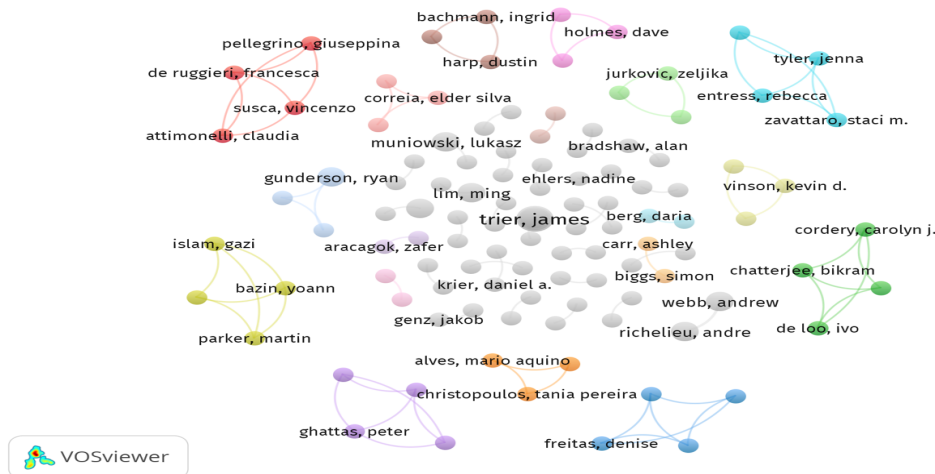 bachmann, ingrid
holmes, dave
pellegrino, giuseppina
harp, dustin
tyler, jenna
de ruggieri, francesca
jurkovic, zeljika
correia, elder silva
entress, rebecca
susca, vincenzo
zavattaro, staci m.
attimonelli, claudia
muniowski, lukasz
bradshaw, alan
gunderson, ryan
ehlers, nadine
vinson, kevin d.
lim, ming
trier, james
berg, daria
cordery, carolyn j.
islam, gazi
aracagok, zafer
carr, ashley
chatterjee, bikram
bazin, yoann
krier, daniel a.
biggs, simon
webb, andrew
genz, jakob
de loo, ivo
parker, martin
richelieu, andre
alves, mario aquino
christopoulos, tania pereira
ghattas, peter
freitas, denise
VOSviewer